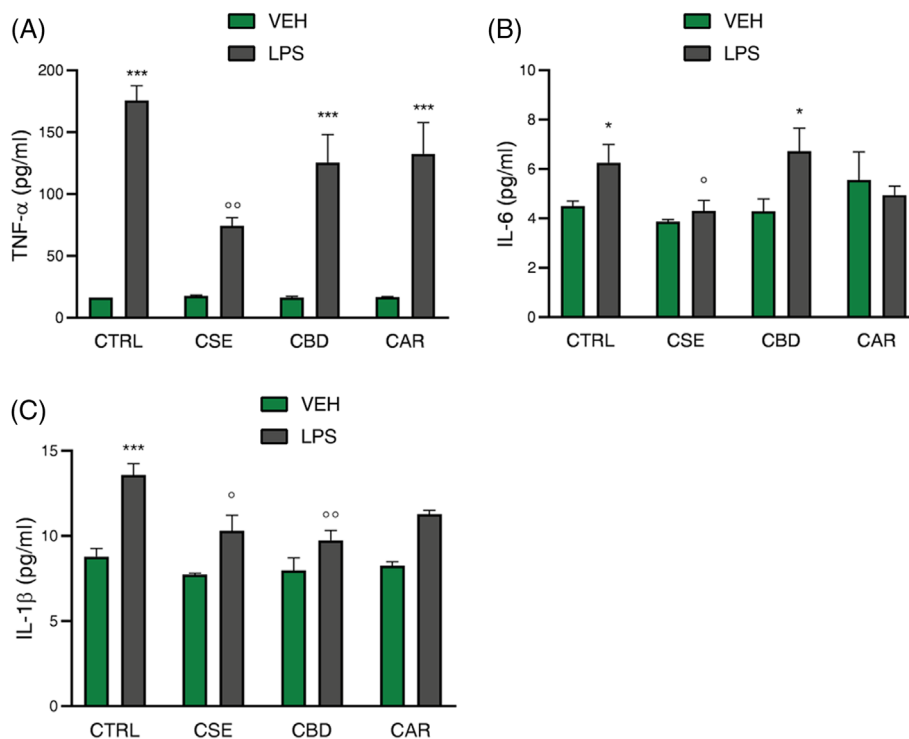 (A)
VEH
LPS
TNF-α (pg/ml)
200
150
100
50
0
***
°°
***
***
CTRL CSE CBD CAR
(B)
VEH
LPS
IL-6 (pg/ml)
10
8
6
4
2
0
*
°
*
CTRL CSE CBD CAR
(C)
VEH
LPS
IL-1β (pg/ml)
15
10
5
0
***
°
°°
CTRL CSE CBD CAR